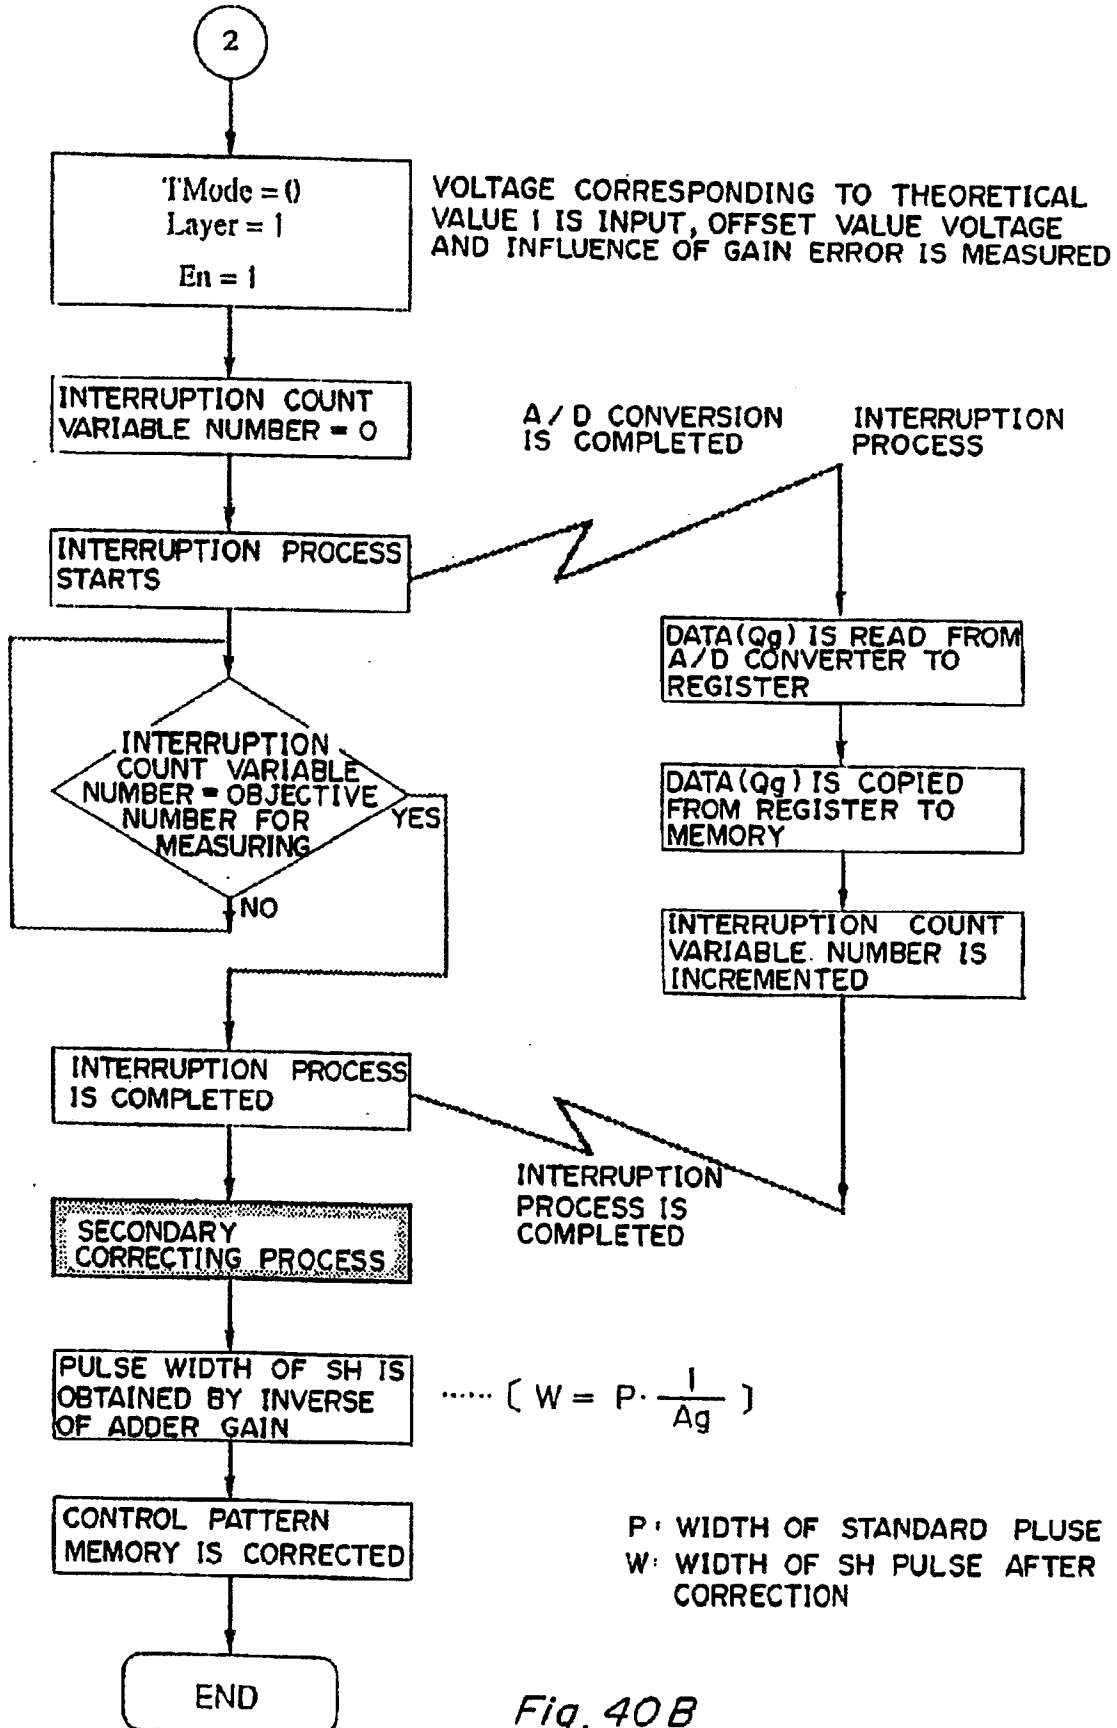 2
TMode = 0
Layer = 1
En = 1
VOLTAGE CORRESPONDING TO THEORETICAL
VALUE 1 IS INPUT, OFFSET VALUE VOLTAGE
AND INFLUENCE OF GAIN ERROR IS MEASURED
INTERRUPTION COUNT
VARIABLE NUMBER = 0
A/D CONVERSION
IS COMPLETED
INTERRUPTION
PROCESS
INTERRUPTION PROCESS
STARTS
DATA(Qg) IS READ FROM
A/D CONVERTER TO
REGISTER
INTERRUPTION
COUNT VARIABLE
NUMBER = OBJECTIVE
NUMBER FOR
MEASURING
YES
NO
DATA(Qg) IS COPIED
FROM REGISTER TO
MEMORY
INTERRUPTION COUNT
VARIABLE. NUMBER IS
INCREMENTED
INTERRUPTION PROCESS
IS COMPLETED
INTERRUPTION
PROCESS IS
COMPLETED
SECONDARY
CORRECTING PROCESS
PULSE WIDTH OF SH IS
OBTAINED BY INVERSE
OF ADDER GAIN
...... ( W = P · 1/Ag )
CONTROL PATTERN
MEMORY IS CORRECTED
P: WIDTH OF STANDARD PLUSE
W: WIDTH OF SH PULSE AFTER
CORRECTION
END
Fig. 40B